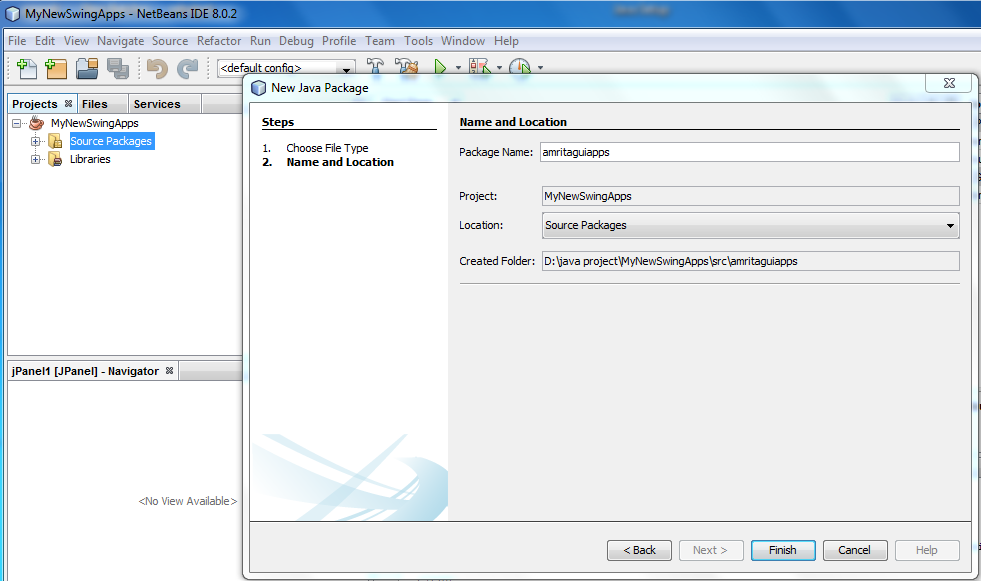 MyNewSwingApps - NetBeans IDE 8.0.2
File Edit View Navigate Source Refactor Run Debug Profile Team Tools Window Help
<default config>
Projects Files Services
MyNewSwingApps
Source Packages
Libraries
jPanel1 [JPanel] - Navigator
<No View Available>
New Java Package
Steps
1. Choose File Type
2. Name and Location
Name and Location
Package Name: amritaguiapps
Project: MyNewSwingApps
Location: Source Packages
Created Folder: D:\java project\MyNewSwingApps\src\amritaguiapps
< Back Next > Finish Cancel Help